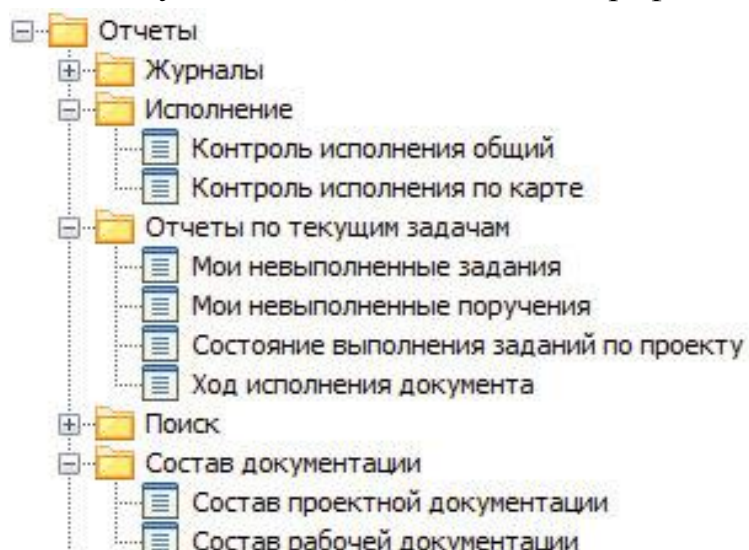 Отчеты
Журналы
Исполнение
Контроль исполнения общий
Контроль исполнения по карте
Отчеты по текущим задачам
Мои невыполненные задания
Мои невыполненные поручения
Состояние выполнения заданий по проекту
Ход исполнения документа
Поиск
Состав документации
Состав проектной документации
Состав рабочей документации